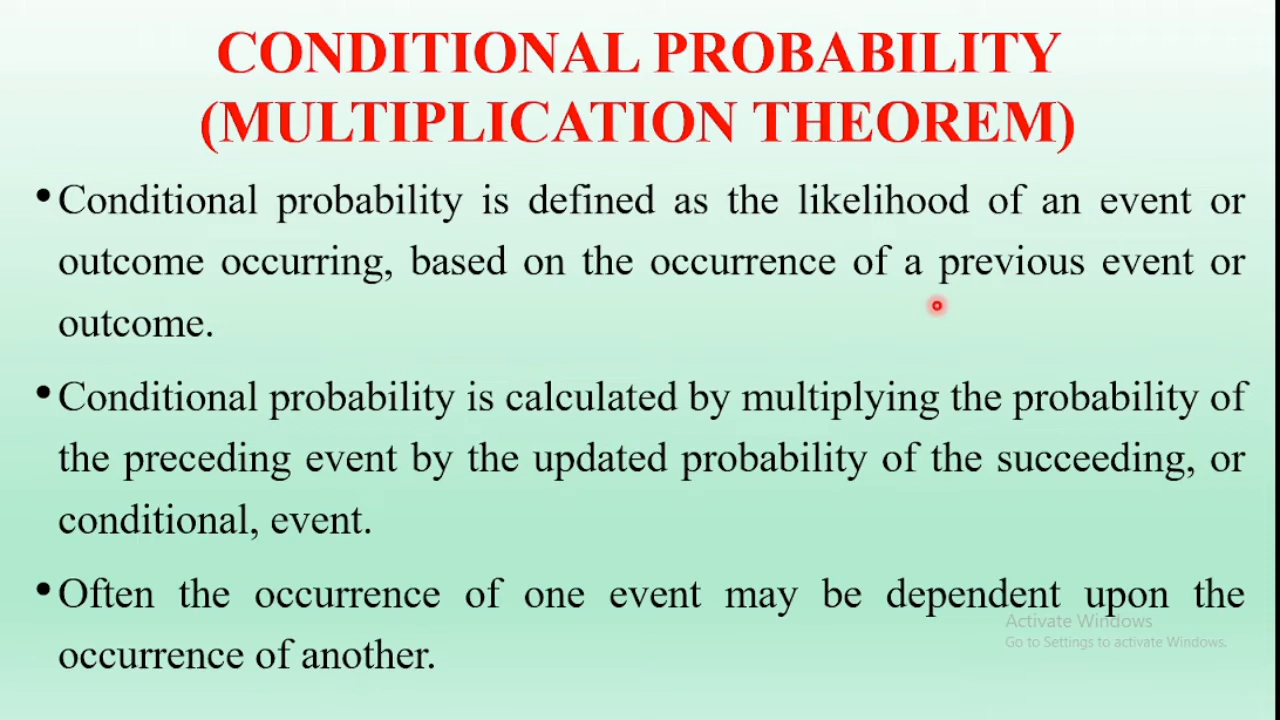 CONDITIONAL PROBABILITY
(MULTIPLICATION THEOREM)
• Conditional probability is defined as the likelihood of an event or
outcome occurring, based on the occurrence of a previous event or
outcome.
• Conditional probability is calculated by multiplying the probability of
the preceding event by the updated probability of the succeeding, or
conditional, event.
• Often the occurrence of one event may be dependent upon the
occurrence of another.
Activate Windows
Go to Settings to activate Windows.